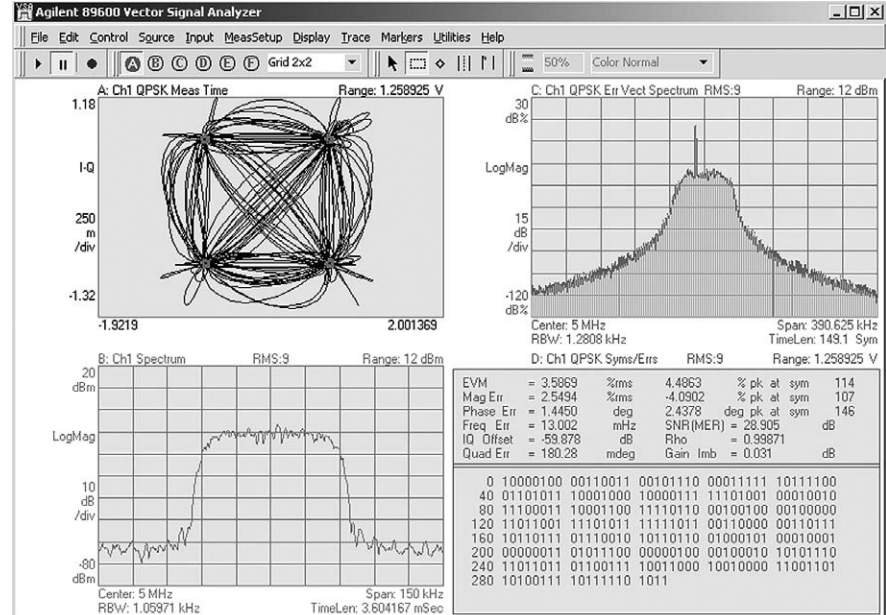 Agilent 89600 Vector Signal Analyzer
File Edit Control Source Input MeasSetup Display Trace Markers Utilities Help
A B C D E F Grid 2x2 50% Color Normal
A: Ch1 QPSK Meas Time Range: 1.258925 V
1.18
I-Q
250
m
/div
-1.32
-1.9219 2.001369
C: Ch1 QPSK Err Vect Spectrum RMS:9 Range: 12 dBm
30
dB%
LogMag
15
dB
/div
-120
dB%
Center: 5 MHz Span: 390.625 kHz
RBW: 1.2808 kHz TimeLen: 149.1 Sym
B: Ch1 Spectrum RMS:9 Range: 12 dBm
20
dBm
LogMag
10
dB
/div
-80
dBm
Center: 5 MHz Span: 150 kHz
RBW: 1.05971 kHz TimeLen: 3.604167 mSec
D: Ch1 QPSK Syms/Errs RMS:9 Range: 1.258925 V
EVM = 3.5869 %rms 4.4863 % pk at sym 114
Mag Err = 2.5494 %rms -4.0902 % pk at sym 107
Phase Err = 1.4450 deg 2.4378 deg pk at sym 146
Freq Err = 13.002 mHz SNR(MER) = 28.905 dB
IQ Offset = -59.878 dB Rho = 0.99871
Quad Err = 180.28 mdeg Gain Imb = 0.031 dB
0 10000100 00110011 00101110 00011111 10111100
40 01101011 10001000 10000111 11101001 00010010
80 11100011 10001100 11110001 00100100 00100000
120 11011001 11101011 11111011 00110000 00110111
160 10110111 01011010 10110110 01000101 00010001
200 00000011 01011100 00000100 00100010 10101110
240 11011011 01100111 10011000 10010000 11001101
280 10100111 10111110 1011